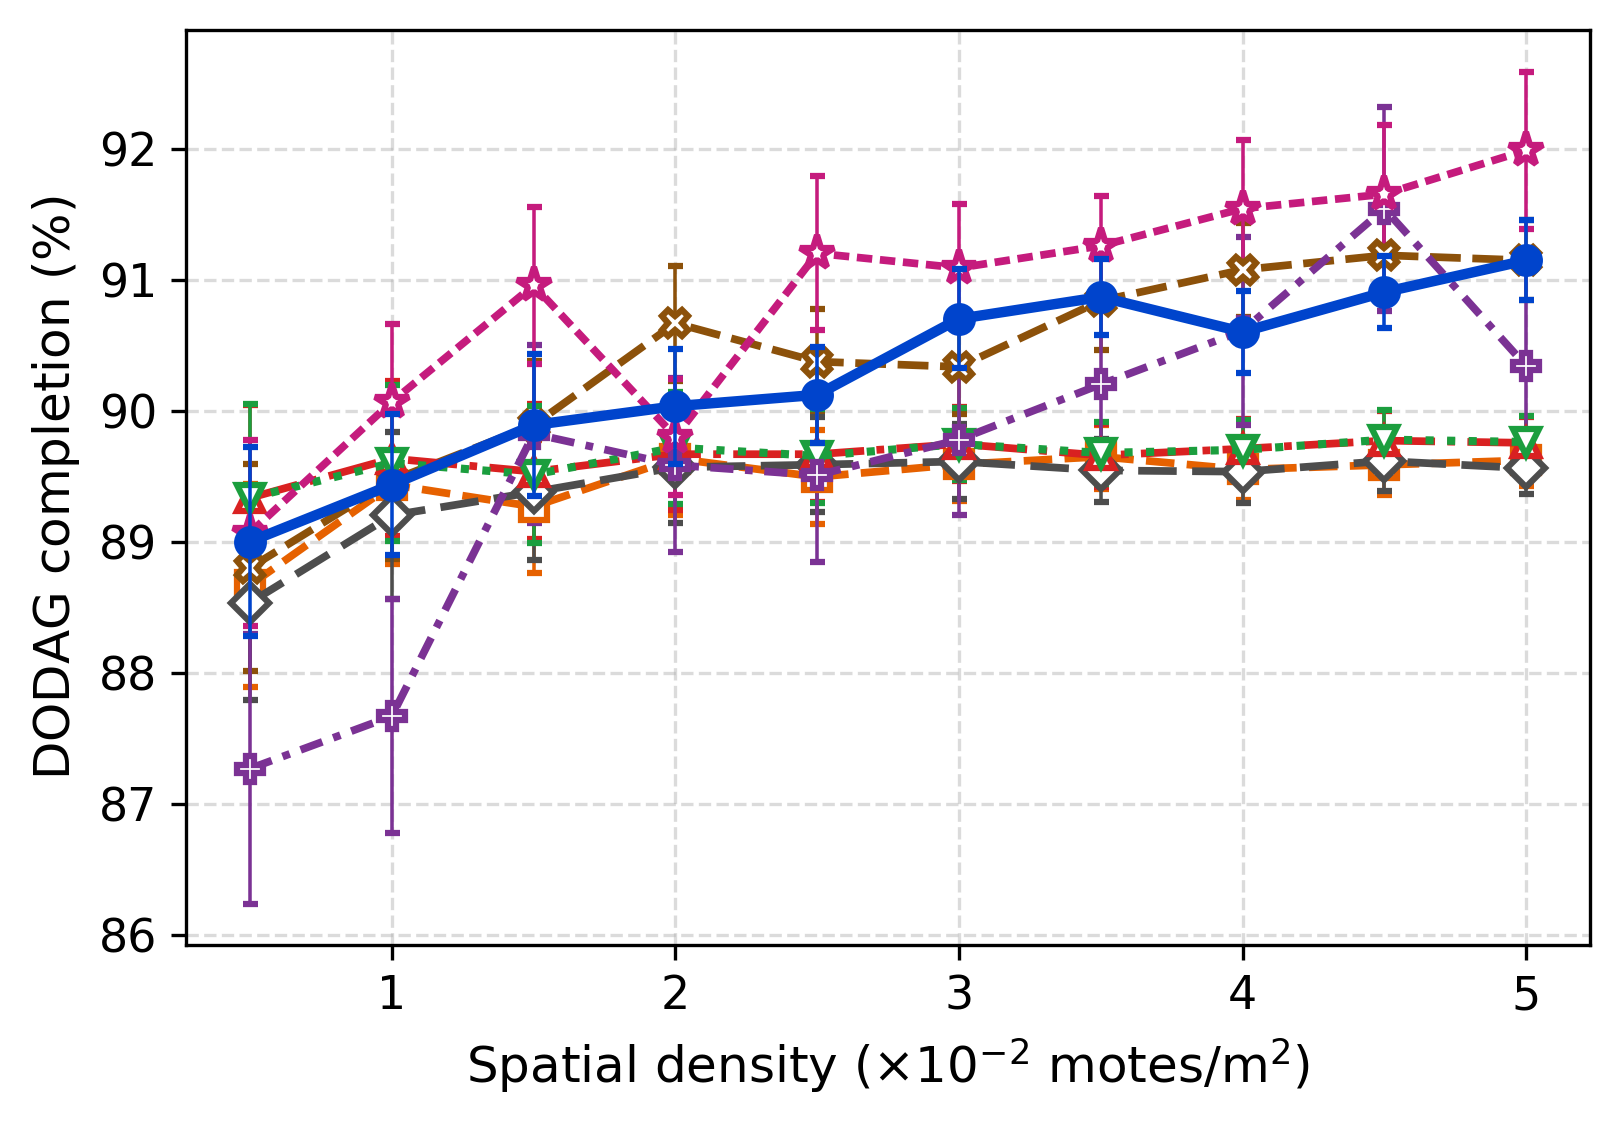 DODAG completion (%)
92
91
90
89
88
87
86
1 2 3 4 5
Spatial density (×10⁻² motes/m²)